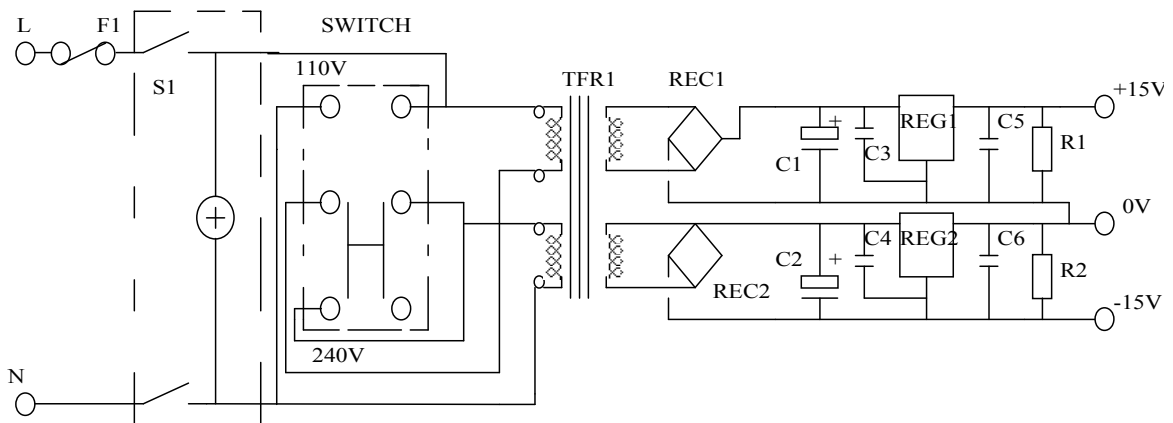 L F1 SWITCH
S1 110V TFR1 REC1
+15V
+ REG1 C5
C1 C3 R1
0V
+ C4 REG2 C6
C2 R2
REC2
-15V
240V
N